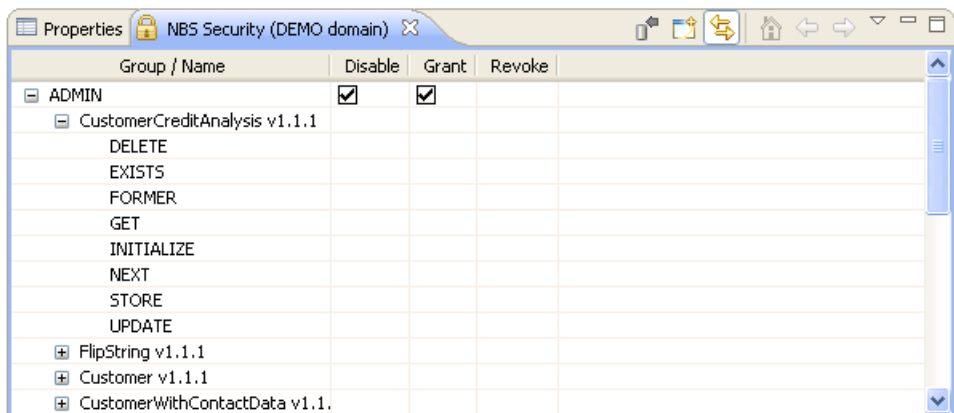 Properties NBS Security (DEMO domain)
Group / Name Disable Grant Revoke
ADMIN
CustomerCreditAnalysis v1.1.1
DELETE
EXISTS
FORMER
GET
INITIALIZE
NEXT
STORE
UPDATE
FlipString v1.1.1
Customer v1.1.1
CustomerWithContactData v1.1.